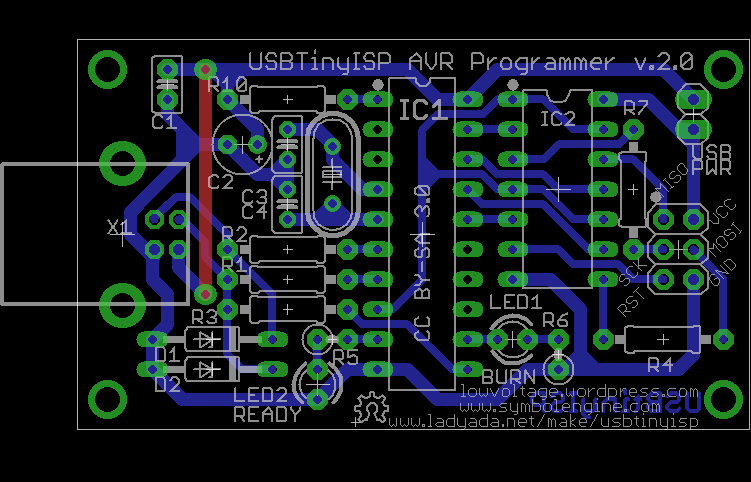 USBTinyISP AVR Programmer v.2.0
R10
C1
IC1
IC2
R7
USB
PWR
C2
C3
C4
MISO
VCC
MOSI
GND
SCK
RST
X1
R2
R1
CC BY-SA 3.0
LED1
R3
R6
D1
D2
R5
R4
BURN
LED2
READY
lowvoltage.wordpress.com
www.symbolengine.com
USBtinyISP
www.ladyada.net/make/usbtinyisp